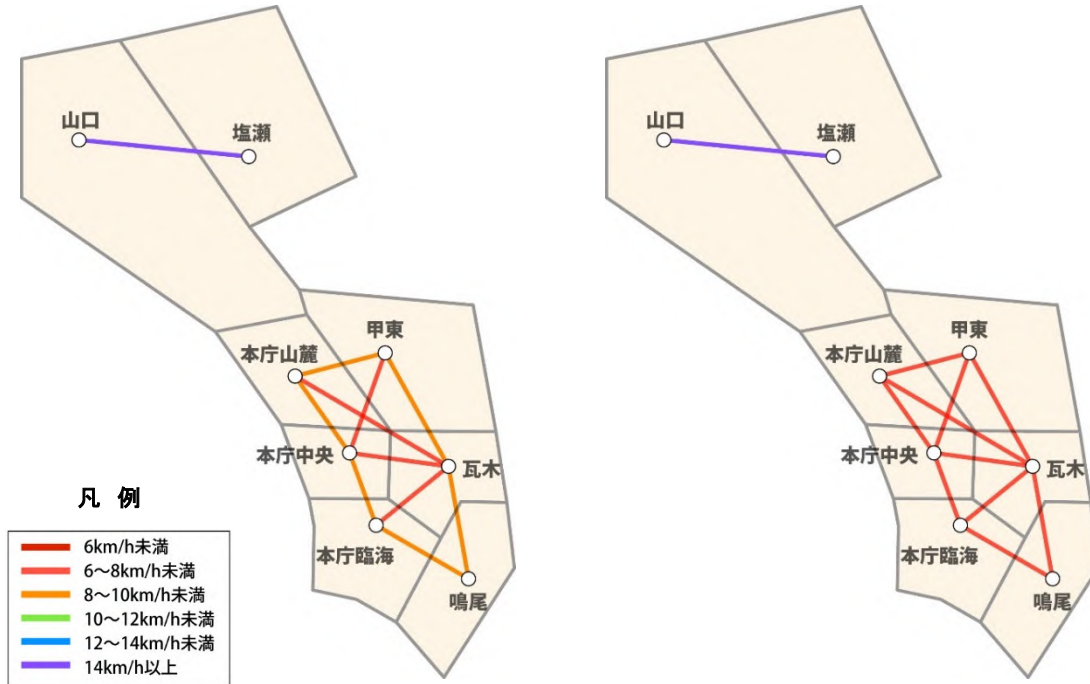 山口
塩瀬
甲東
本庁山麓
本庁中央
瓦木
本庁臨海
鳴尾
凡 例
6km/h未満
6～8km/h未満
8～10km/h未満
10～12km/h未満
12～14km/h未満
14km/h以上
山口
塩瀬
甲東
本庁山麓
本庁中央
瓦木
本庁臨海
鳴尾